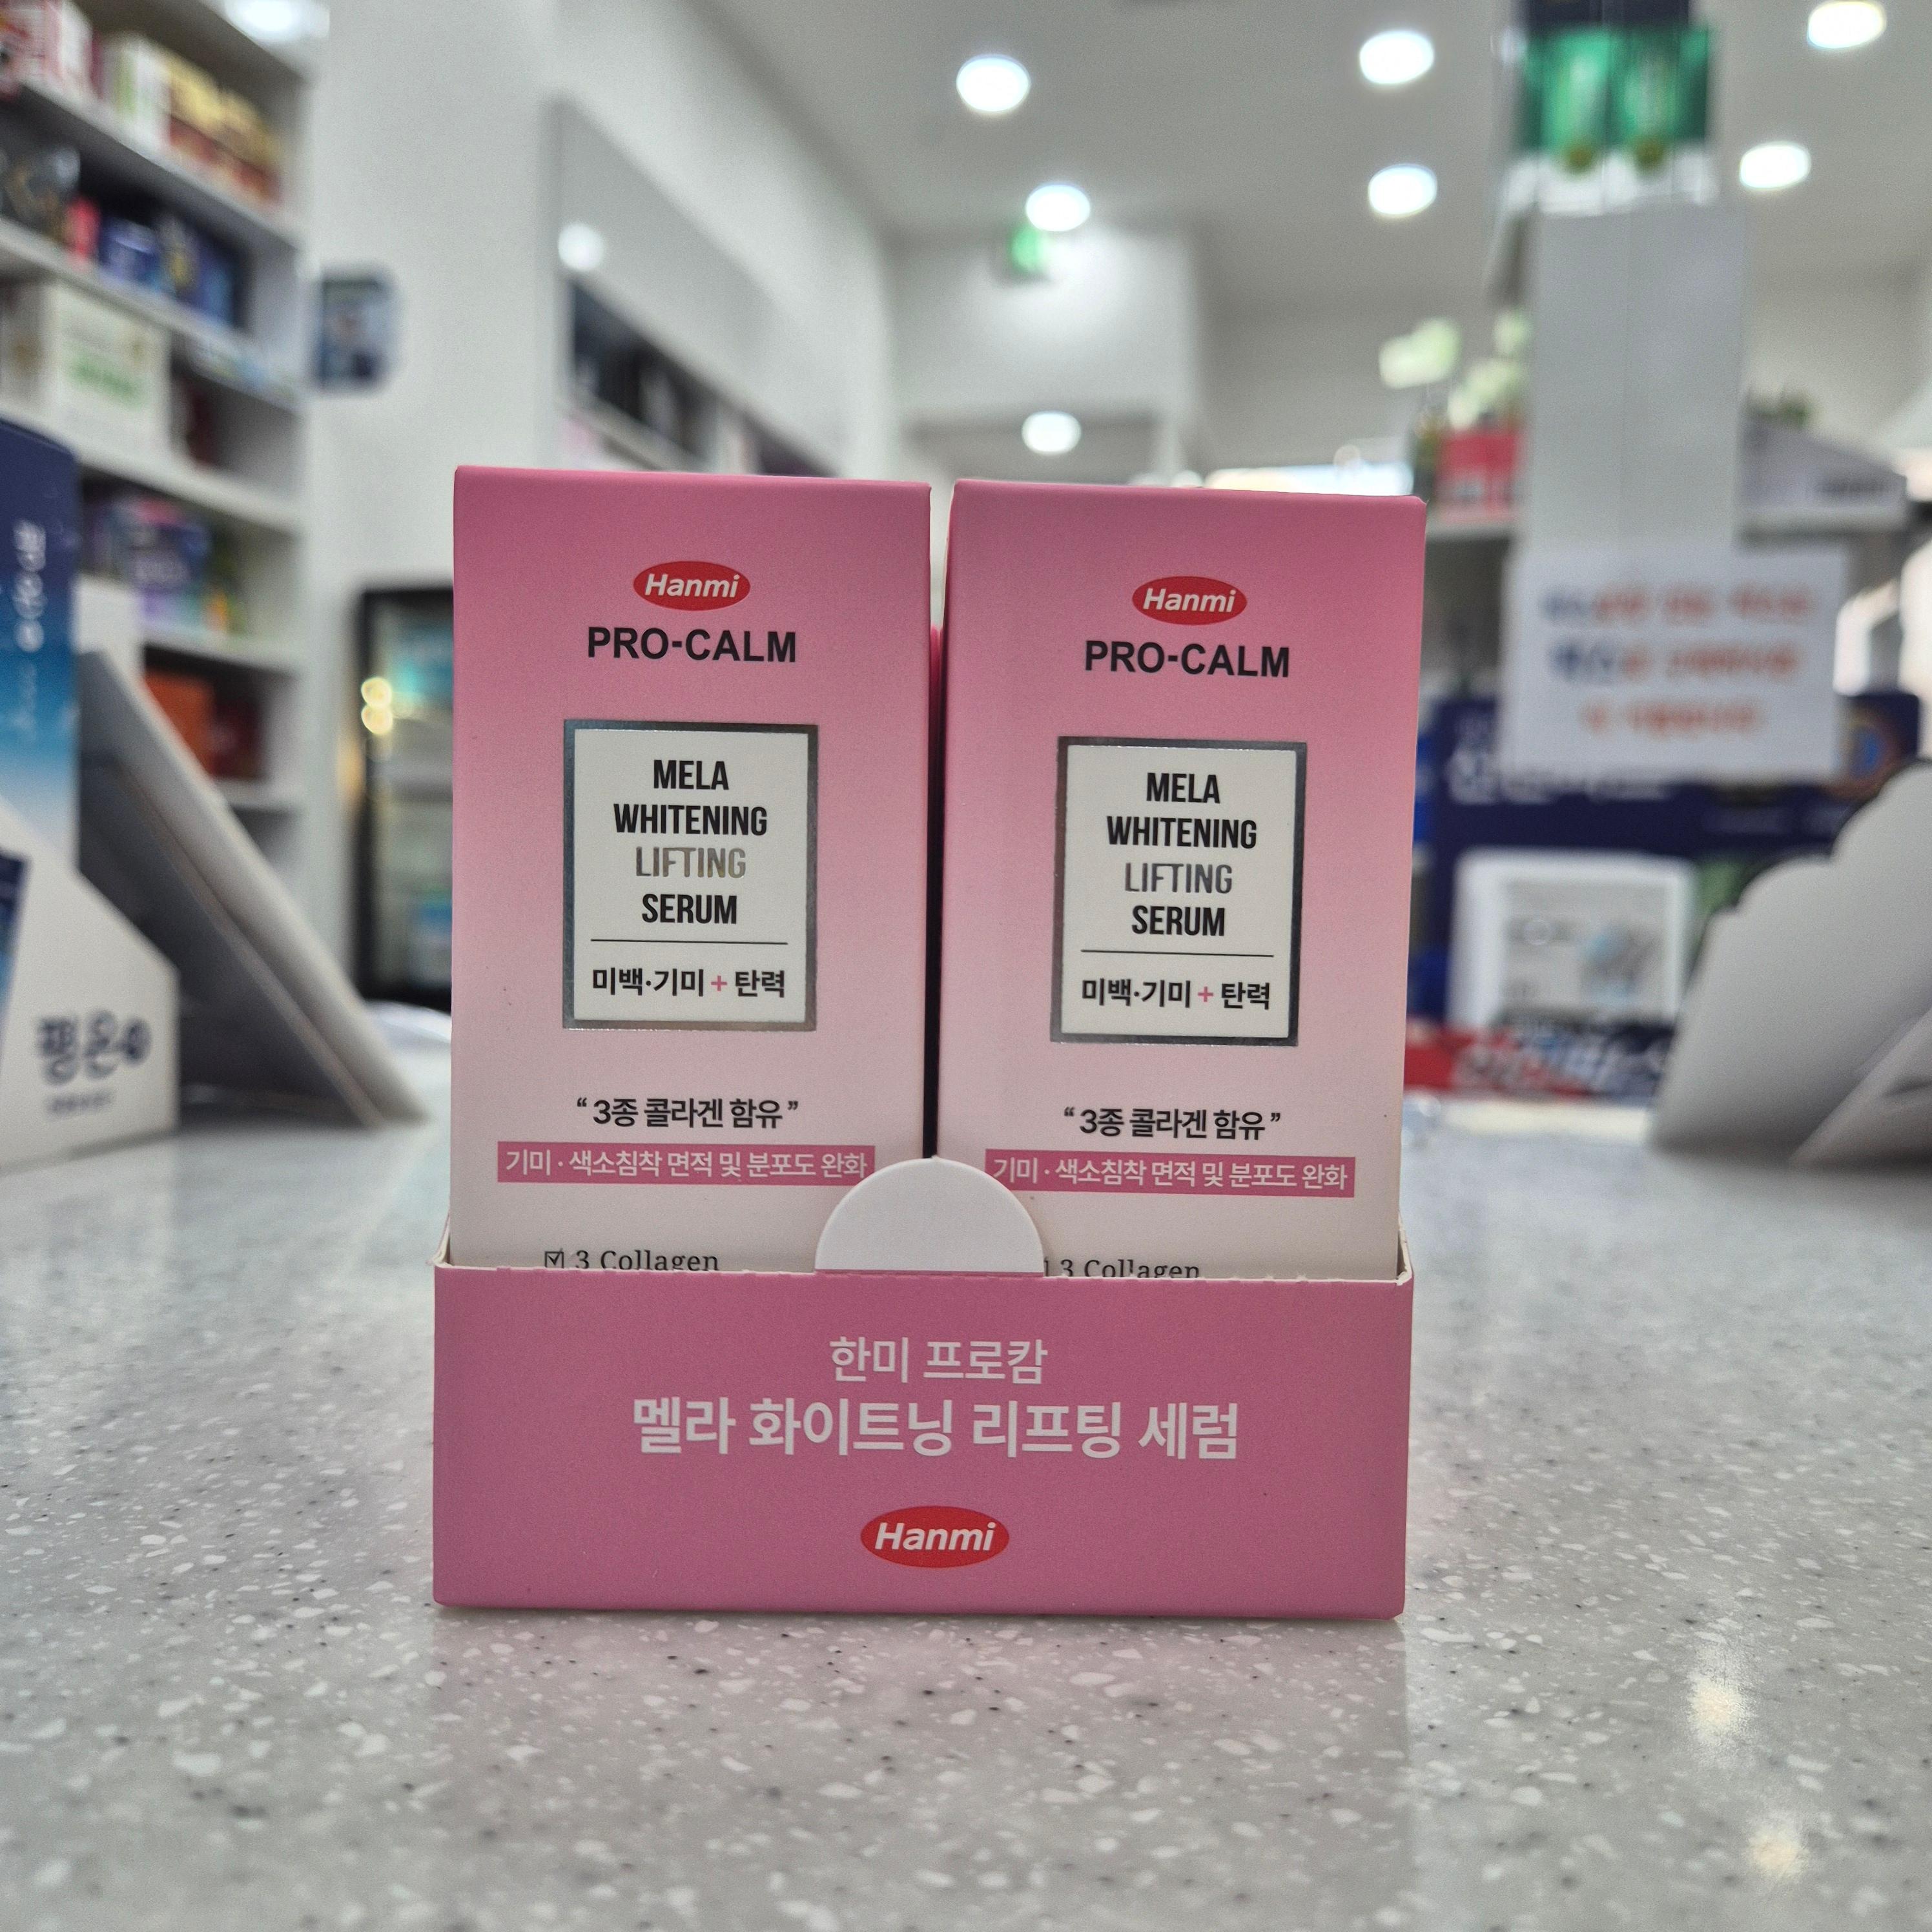 Hanmi
PRO-CALM
MELA
WHITENING
LIFTING
SERUM
미백·기미+탄력
“3종 콜라겐 함유”
기미·색소침착 면적 및 분포도 완화
☑ 3 Collagen
Hanmi
PRO-CALM
MELA
WHITENING
LIFTING
SERUM
미백·기미+탄력
“3종 콜라겐 함유”
기미·색소침착 면적 및 분포도 완화
3 Collagen
한미 프로캄
멜라 화이트닝 리프팅 세럼
Hanmi
평온